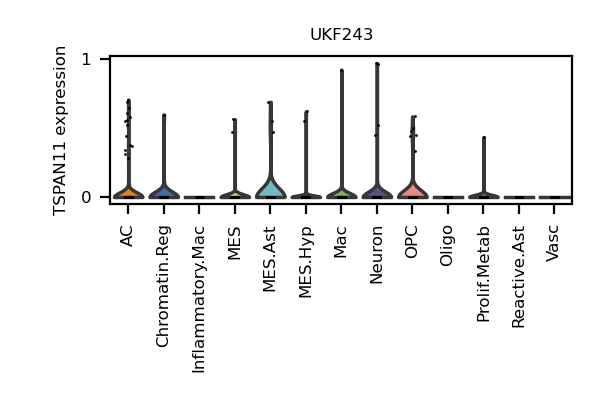 UKF243
TSPAN11 expression
1
0
AC
Chromatin.Reg
Inflammatory.Mac
MES
MES.Ast
MES.Hyp
Mac
Neuron
OPC
Oligo
Prolif.Metab
Reactive.Ast
Vasc